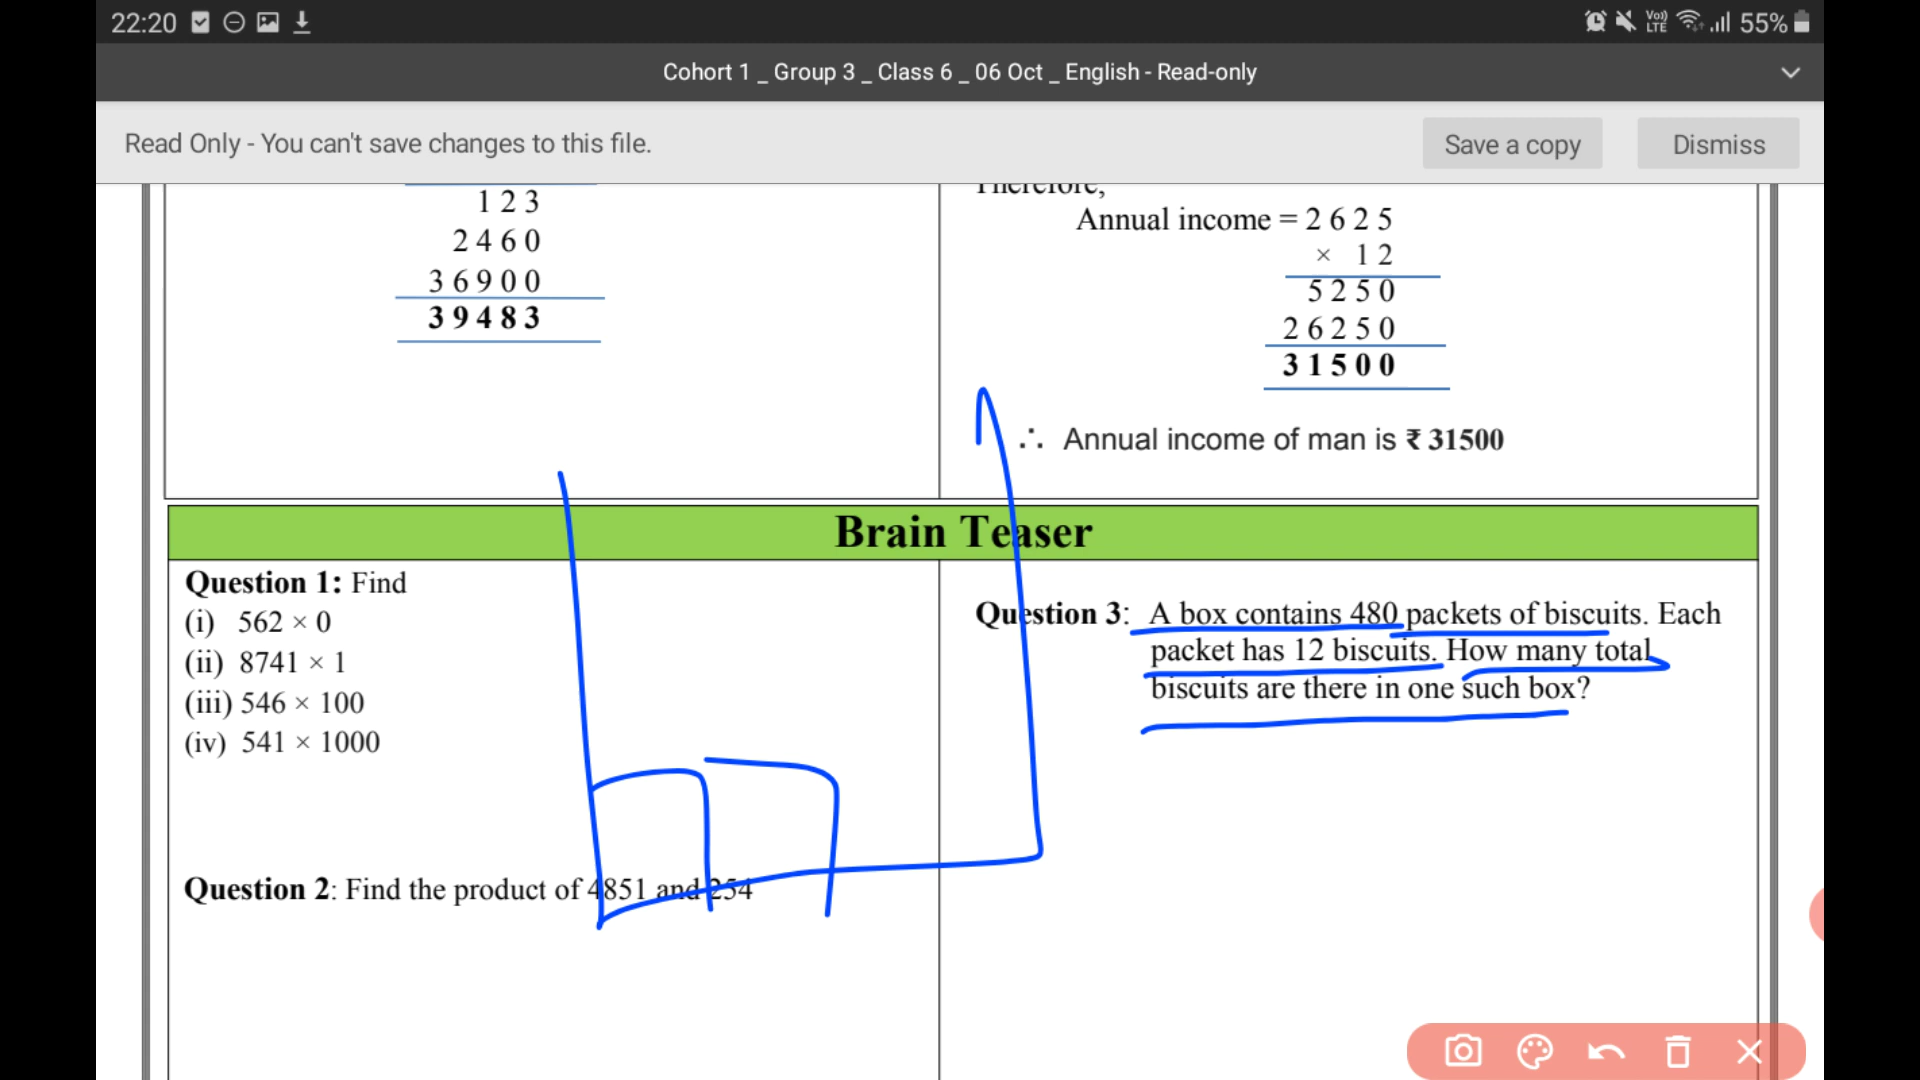 22:20
VoD LTE 55%
Cohort 1 _ Group 3 _ Class 6 _ 06 Oct _ English - Read-only
Read Only - You can't save changes to this file.
Save a copy
Dismiss
1 2 3
2 4 6 0
3 6 9 0 0
3 9 4 8 3
Therefore,
Annual income = 2 6 2 5
× 1 2
5 2 5 0
2 6 2 5 0
3 1 5 0 0
∴ Annual income of man is ₹ 31500
Brain Teaser
Question 1: Find
(i) 562 × 0
(ii) 8741 × 1
(iii) 546 × 100
(iv) 541 × 1000
Question 2: Find the product of 4851 and 254
Question 3: A box contains 480 packets of biscuits. Each
packet has 12 biscuits. How many total
biscuits are there in one such box?